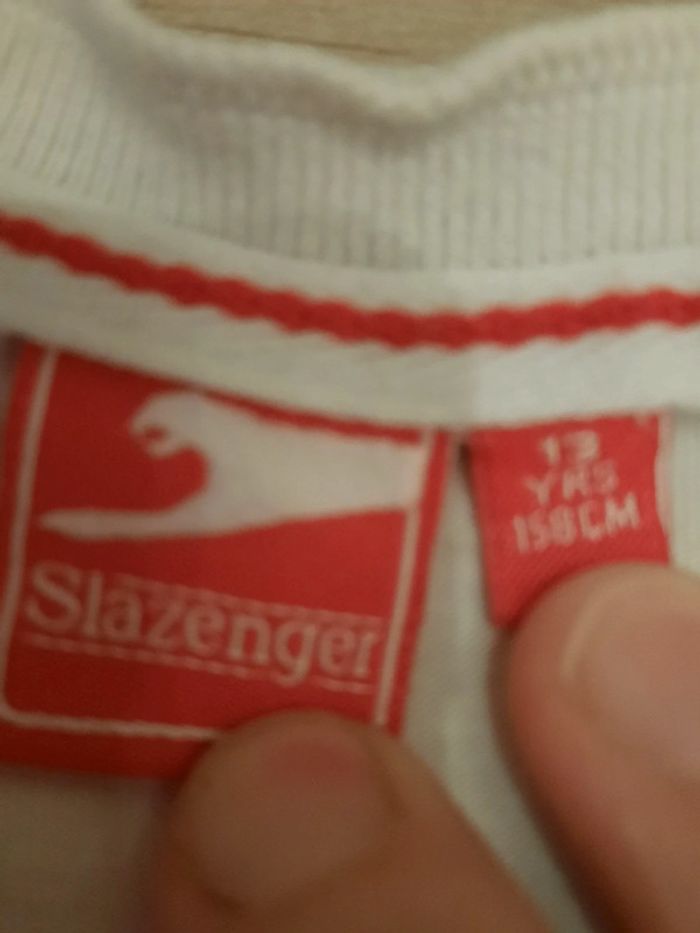 Slazenger
13
YRS
158CM